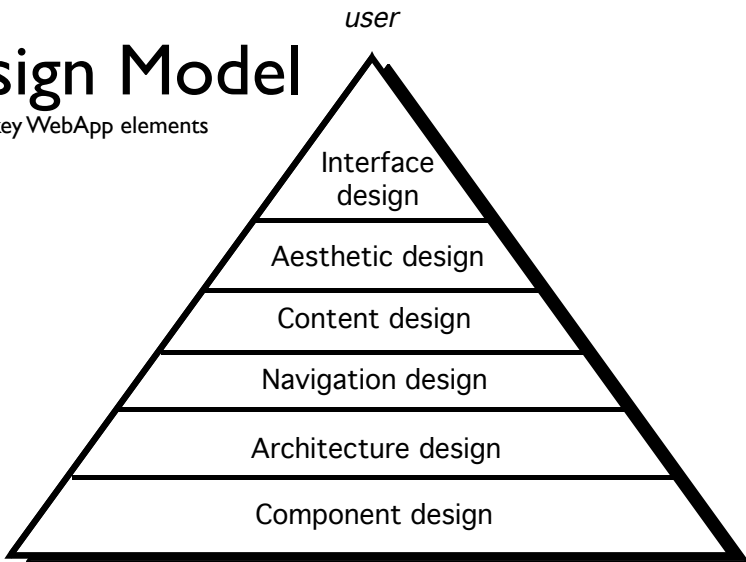 user
sign Model
key WebApp elements
Interface
design
Aesthetic design
Content design
Navigation design
Architecture design
Component design